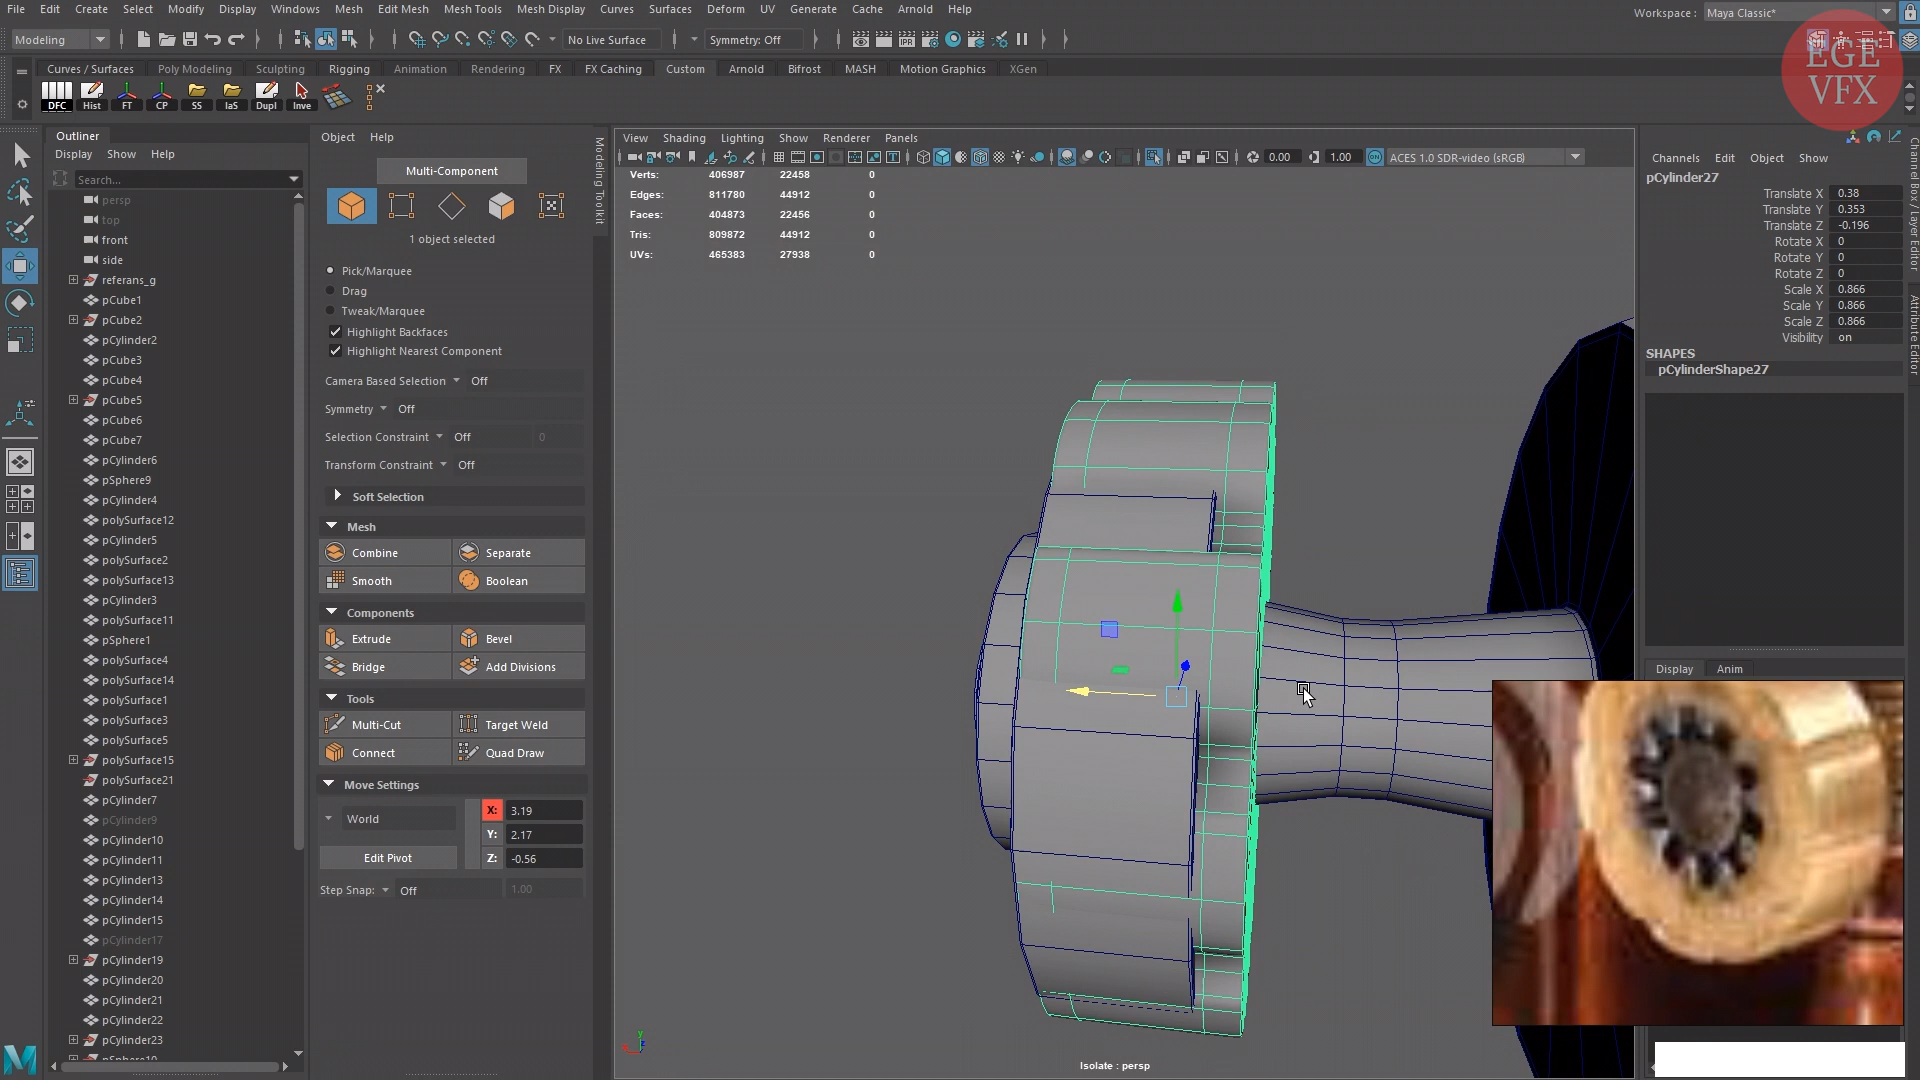 File Edit Create Select Modify Display Windows Mesh Edit Mesh Mesh Tools Mesh Display Curves Surfaces Deform UV Generate Cache Arnold Help
Workspace : Maya Classic*
Modeling No Live Surface Symmetry: Off
Curves / Surfaces Poly Modeling Sculpting Rigging Animation Rendering FX FX Caching Custom Arnold Bifrost MASH Motion Graphics XGen
EGE
VFX
DFC Hist FT CP SS IaS Dupl Inve
Outliner
Display Show Help
Search...
persp
top
front
side
referans_g
pCube1
pCube2
pCylinder2
pCube3
pCube4
pCube5
pCube6
pCube7
pCylinder6
pSphere9
pCylinder4
polySurface12
pCylinder5
polySurface2
polySurface13
pCylinder3
polySurface11
pSphere1
polySurface4
polySurface14
polySurface1
polySurface3
polySurface5
polySurface15
polySurface21
pCylinder7
pCylinder9
pCylinder10
pCylinder11
pCylinder13
pCylinder14
pCylinder15
pCylinder17
pCylinder19
pCylinder20
pCylinder21
pCylinder22
pCylinder23
pSphere10
Object Help
Multi-Component
1 object selected
Pick/Marquee
Drag
Tweak/Marquee
Highlight Backfaces
Highlight Nearest Component
Camera Based Selection Off
Symmetry Off
Selection Constraint Off 0
Transform Constraint Off
Soft Selection
Mesh
Combine Separate
Smooth Boolean
Components
Extrude Bevel
Bridge Add Divisions
Tools
Multi-Cut Target Weld
Connect Quad Draw
Move Settings
World
X: 3.19
Y: 2.17
Edit Pivot Z: -0.56
Step Snap: Off 1.00
Modeling Toolkit
View Shading Lighting Show Renderer Panels
0.00 1.00 ACES 1.0 SDR-video (sRGB)
Verts: 406987 22458 0
Edges: 811780 44912 0
Faces: 404873 22456 0
Tris: 809872 44912 0
UVs: 465383 27938 0
Isolate : persp
Channels Edit Object Show
pCylinder27
Translate X 0.38
Translate Y 0.353
Translate Z -0.196
Rotate X 0
Rotate Y 0
Rotate Z 0
Scale X 0.866
Scale Y 0.866
Scale Z 0.866
Visibility on
SHAPES
pCylinderShape27
Display Anim
Channel Box / Layer Editor
Attribute Editor